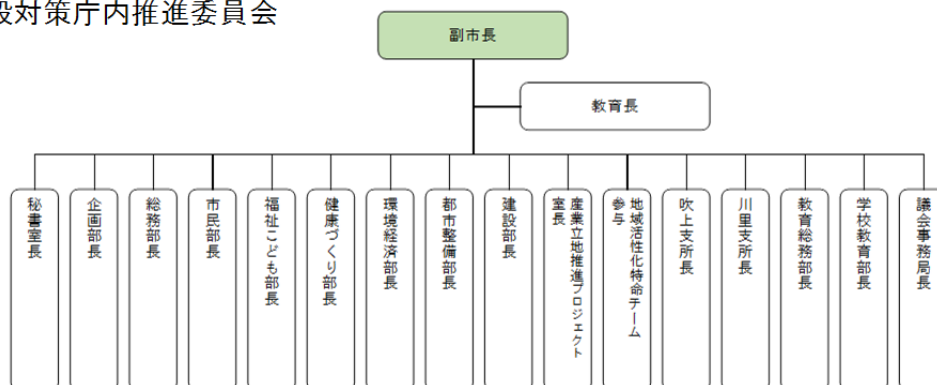 設対策庁内推進委員会
副市長
教育長
秘書室長
企画部長
総務部長
市民部長
福祉こども部長
健康づくり部長
環境経済部長
都市整備部長
建設部長
産業立地推進プロジェクト
室長
地域活性化特命チーム
参与
吹上支所長
川里支所長
教育総務部長
学校教育部長
議会事務局長